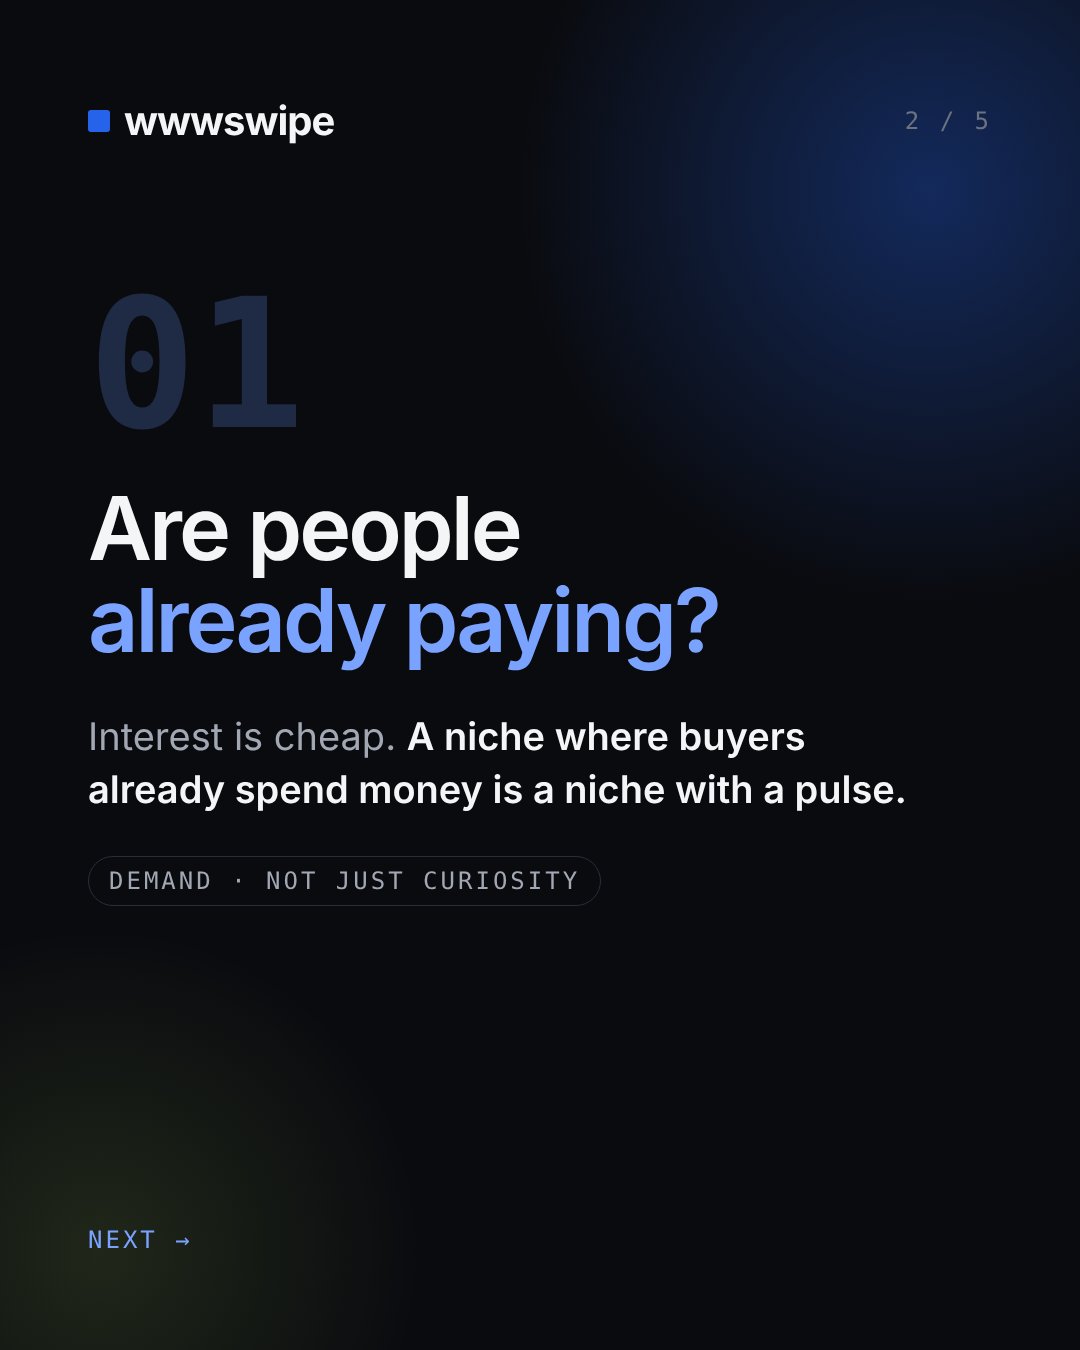 wwwswipe
2 / 5
01
Are people
already paying?
Interest is cheap. A niche where buyers
already spend money is a niche with a pulse.
DEMAND · NOT JUST CURIOSITY
NEXT →